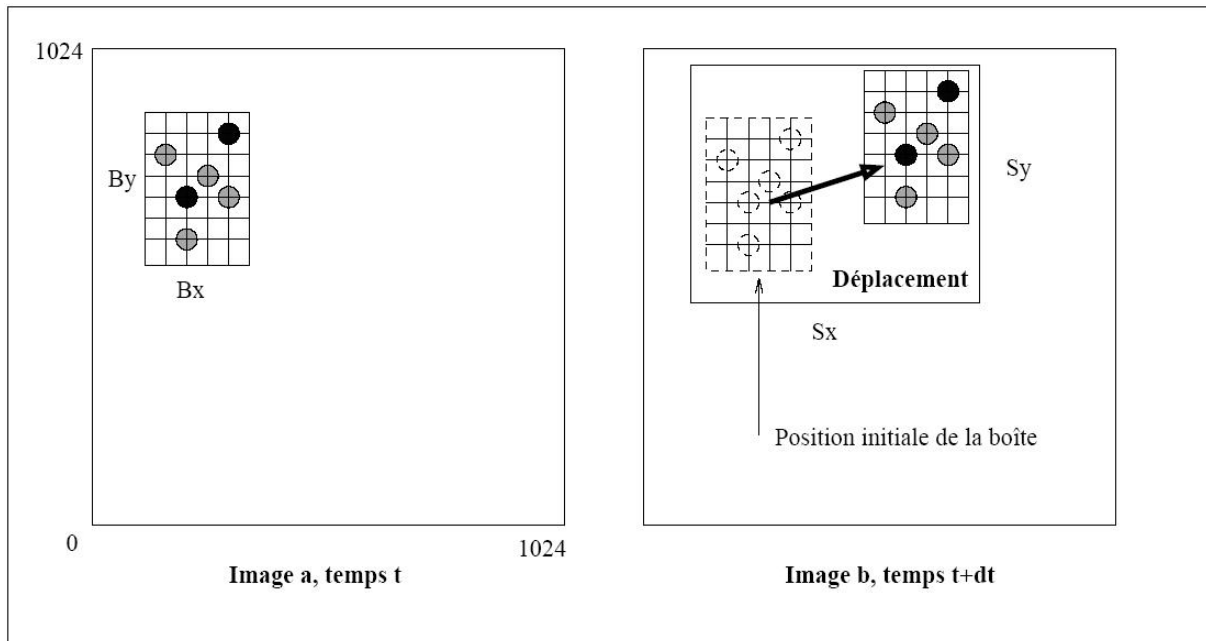 1024
By
Bx
0
1024
Image a, temps t
Sy
Déplacement
Sx
Position initiale de la boîte
Image b, temps t+dt